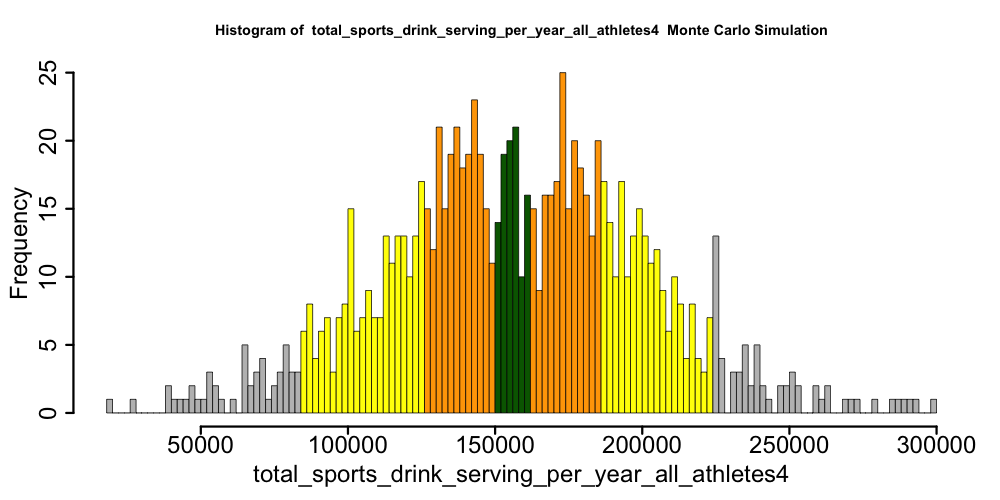 Histogram of total_sports_drink_serving_per_year_all_athletes4 Monte Carlo Simulation
Frequency
25
20
15
10
5
0
50000 100000 150000 200000 250000 300000
total_sports_drink_serving_per_year_all_athletes4